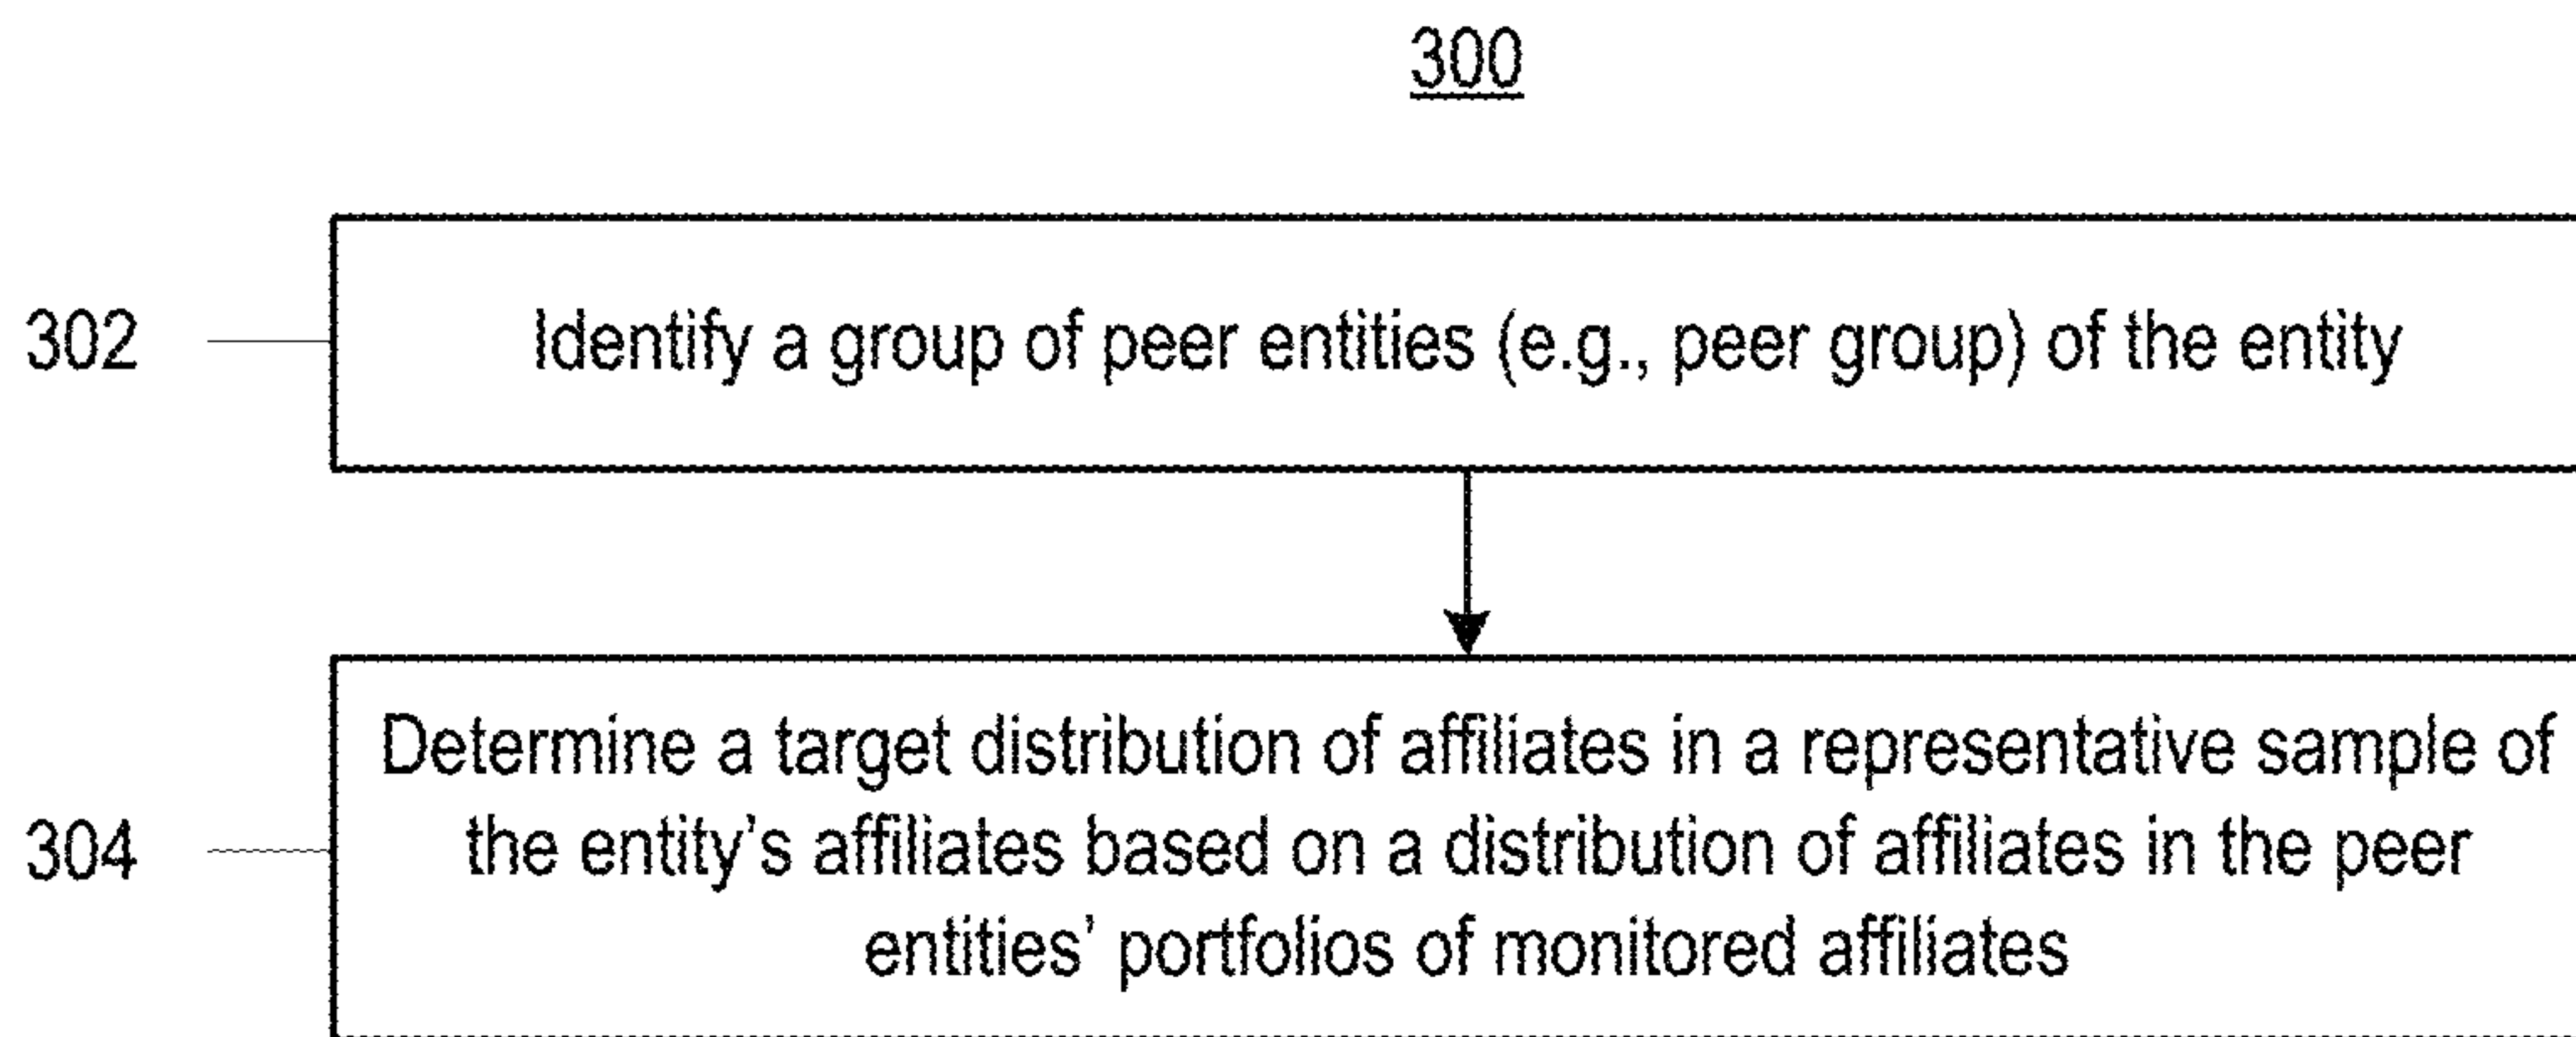 300
302
Identify a group of peer entities (e.g., peer group) of the entity
304
Determine a target distribution of affiliates in a representative sample of
the entity’s affiliates based on a distribution of affiliates in the peer
entities’ portfolios of monitored affiliates